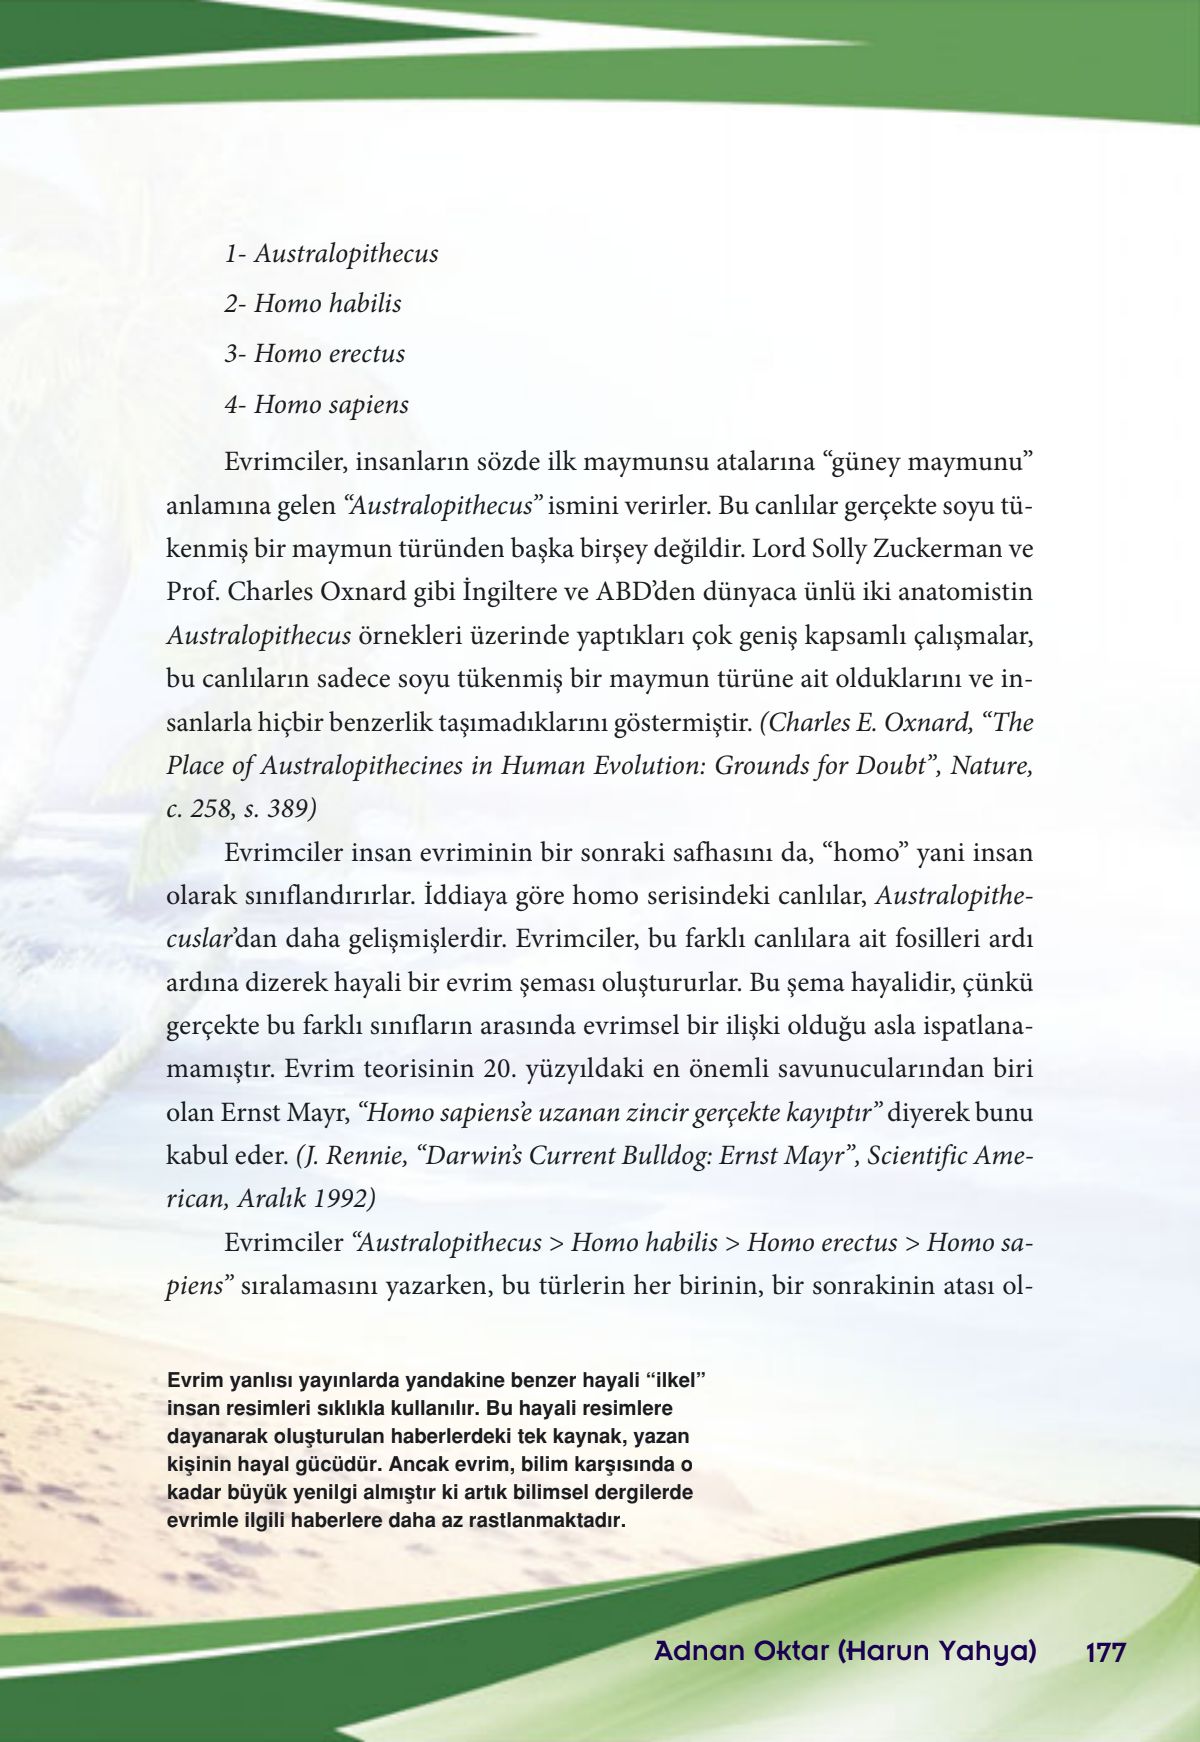 1- Australopithecus
2- Homo habilis
3- Homo erectus
4- Homo sapiens
Evrimciler, insanların sözde ilk maymunsu atalarına “güney maymunu”
anlamına gelen “Australopithecus” ismini verirler. Bu canlılar gerçekte soyu tü-
kenmiş bir maymun türünden başka birşey değildir. Lord Solly Zuckerman ve
Prof. Charles Oxnard gibi İngiltere ve ABD’den dünyaca ünlü iki anatomistin
Australopithecus örnekleri üzerinde yaptıkları çok geniş kapsamlı çalışmalar,
bu canlıların sadece soyu tükenmiş bir maymun türüne ait olduklarını ve in-
sanlarla hiçbir benzerlik taşımadıklarını göstermiştir. (Charles E. Oxnard, “The
Place of Australopithecines in Human Evolution: Grounds for Doubt”, Nature,
c. 258, s. 389)
Evrimciler insan evriminin bir sonraki safhasını da, “homo” yani insan
olarak sınıflandırırlar. İddiaya göre homo serisindeki canlılar, Australopithe-
cuslar’dan daha gelişmişlerdir. Evrimciler, bu farklı canlılara ait fosilleri ardı
ardına dizerek hayali bir evrim şeması oluştururlar. Bu şema hayalidir, çünkü
gerçekte bu farklı sınıfların arasında evrimsel bir ilişki olduğu asla ispatlana-
mamıştır. Evrim teorisinin 20. yüzyıldaki en önemli savunucularından biri
olan Ernst Mayr, “Homo sapiens’e uzanan zincir gerçekte kayıptır” diyerek bunu
kabul eder. (J. Rennie, “Darwin’s Current Bulldog: Ernst Mayr”, Scientific Ame-
rican, Aralık 1992)
Evrimciler “Australopithecus > Homo habilis > Homo erectus > Homo sa-
piens” sıralamasını yazarken, bu türlerin her birinin, bir sonrakinin atası ol-
Evrim yanlısı yayınlarda yandakine benzer hayali “ilkel”
insan resimleri sıklıkla kullanılır. Bu hayali resimlere
dayanarak oluşturulan haberlerdeki tek kaynak, yazan
kişinin hayal gücüdür. Ancak evrim, bilim karşısında o
kadar büyük yenilgi almıştır ki artık bilimsel dergilerde
evrimle ilgili haberlere daha az rastlanmaktadır.
Adnan Oktar (Harun Yahya) 177